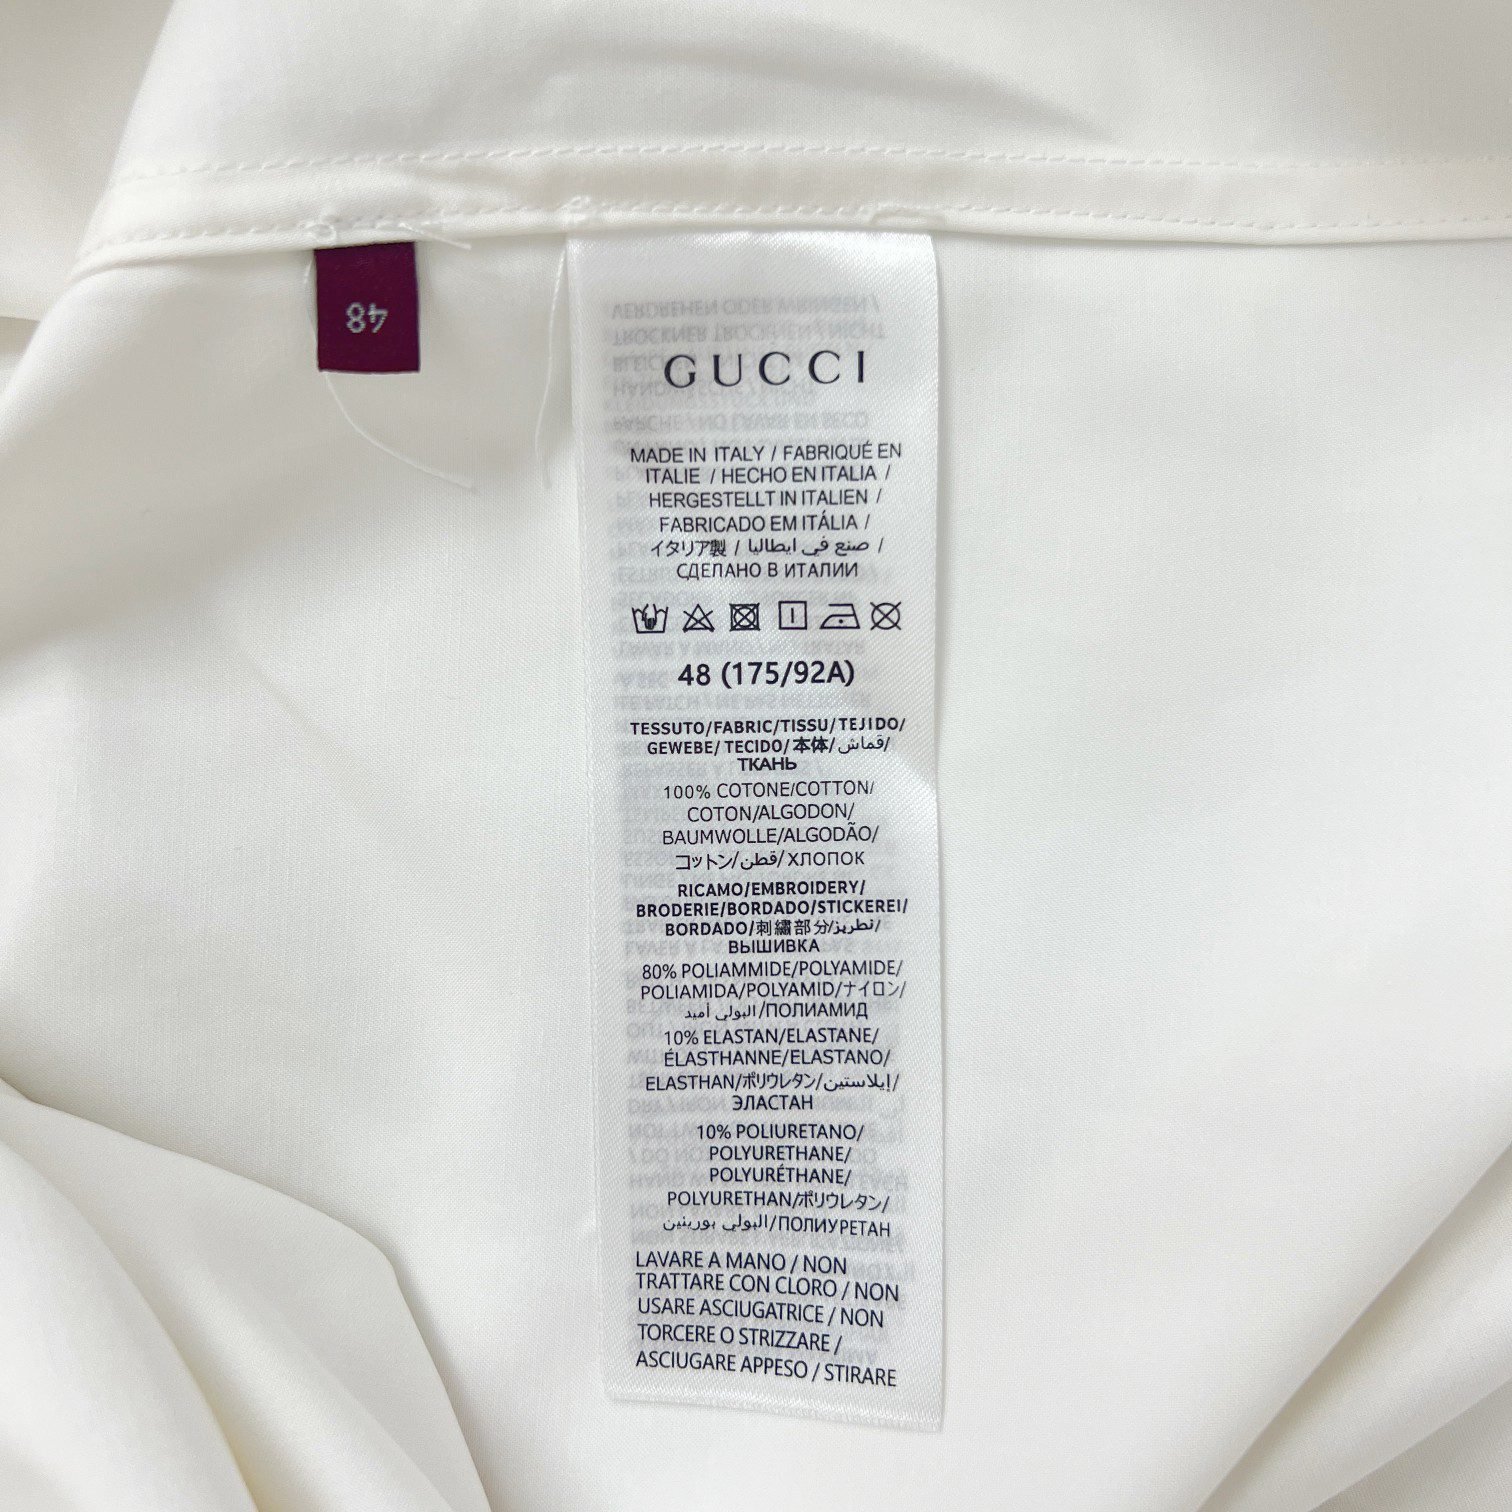 48
GUCCI
MADE IN ITALY / FABRIQUÉ EN
ITALIE / HECHO EN ITALIA /
HERGESTELLT IN ITALIEN /
FABRICADO EM ITÁLIA /
イタリア製 / صنع في ايطاليا /
СДЕЛАНО В ИТАЛИИ
48 (175/92A)
TESSUTO/FABRIC/TISSU/TEJIDO/
GEWEBE/ TECIDO/本体/قماش/
ТКАНЬ
100% COTONE/COTTON/
COTON/ALGODON/
BAUMWOLLE/ALGODÃO/
コットン/قطن/ХЛОПОК
RICAMO/EMBROIDERY/
BRODERIE/BORDADO/STICKEREI/
BORDADO/刺繡部分/تطريز/
ВЫШИВКА
80% POLIAMMIDE/POLYAMIDE/
POLIAMIDA/POLYAMID/ナイロン/
البولي أميد/ПОЛИАМИД
10% ELASTAN/ELASTANE/
ÉLASTHANNE/ELASTANO/
ELASTHAN/ポリウレタン/إيلاستين/
ЭЛАСТАН
10% POLIURETANO/
POLYURETHANE/
POLYURÉTHANE/
POLYURETHAN/ポリウレタン/
البولي يوريثين/ПОЛИУРЕТАН
LAVARE A MANO / NON
TRATTARE CON CLORO / NON
USARE ASCIUGATRICE / NON
TORCERE O STRIZZARE /
ASCIUGARE APPESO / STIRARE